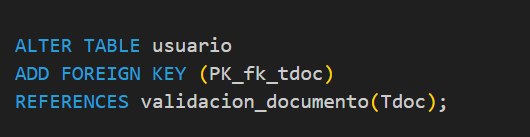 ALTER TABLE usuario
ADD FOREIGN KEY (PK_fk_tdoc)
REFERENCES validacion_documento(Tdoc);